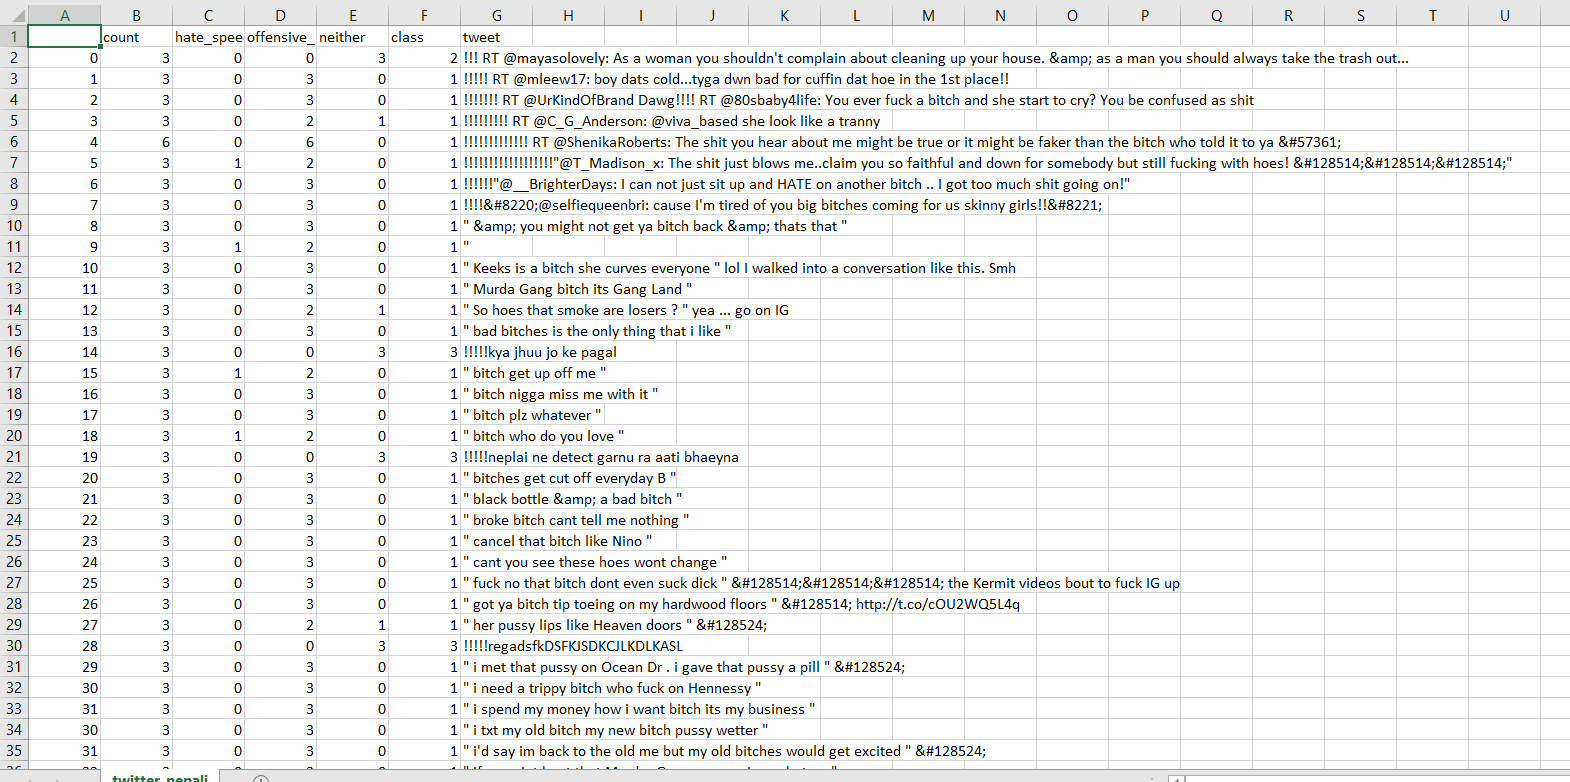 A B C D E F G H I J K L M N O P Q R S T U
1 count hate_spee offensive_ neither class tweet
2 0 3 0 0 3 2 !!! RT @mayasolovely: As a woman you shouldn't complain about cleaning up your house. &amp; as a man you should always take the trash out...
3 1 3 0 3 0 1 !!!!! RT @mleew17: boy dats cold...tyga dwn bad for cuffin dat hoe in the 1st place!!
4 2 3 0 3 0 1 !!!!!!! RT @UrKindOfBrand Dawg!!!! RT @80sbaby4life: You ever fuck a bitch and she start to cry? You be confused as shit
5 3 3 0 2 1 1 !!!!!!!!! RT @C_G_Anderson: @viva_based she look like a tranny
6 4 6 0 6 0 1 !!!!!!!!!!!!! RT @ShenikaRoberts: The shit you hear about me might be true or it might be faker than the bitch who told it to ya &#57361;
7 5 3 1 2 0 1 !!!!!!!!!!!!!!!!!!"@T_Madison_x: The shit just blows me..claim you so faithful and down for somebody but still fucking with hoes! &#128514;&#128514;&#128514;"
8 6 3 0 3 0 1 !!!!!!"@__BrighterDays: I can not just sit up and HATE on another bitch .. I got too much shit going on!"
9 7 3 0 3 0 1 !!!!&#8220;@selfiequeenbri: cause I'm tired of you big bitches coming for us skinny girls!!&#8221;
10 8 3 0 3 0 1 " &amp; you might not get ya bitch back &amp; thats that "
11 9 3 1 2 0 1 "
12 10 3 0 3 0 1 " Keeks is a bitch she curves everyone " lol I walked into a conversation like this. Smh
13 11 3 0 3 0 1 " Murda Gang bitch its Gang Land "
14 12 3 0 2 1 1 " So hoes that smoke are losers ? " yea ... go on IG
15 13 3 0 3 0 1 " bad bitches is the only thing that i like "
16 14 3 0 0 3 3 !!!!!kya jhuu jo ke pagal
17 15 3 1 2 0 1 " bitch get up off me "
18 16 3 0 3 0 1 " bitch nigga miss me with it "
19 17 3 0 3 0 1 " bitch plz whatever "
20 18 3 1 2 0 1 " bitch who do you love "
21 19 3 0 0 3 3 !!!!!neplai ne detect garnu ra aati bhaeyna
22 20 3 0 3 0 1 " bitches get cut off everyday B "
23 21 3 0 3 0 1 " black bottle &amp; a bad bitch "
24 22 3 0 3 0 1 " broke bitch cant tell me nothing "
25 23 3 0 3 0 1 " cancel that bitch like Nino "
26 24 3 0 3 0 1 " cant you see these hoes wont change "
27 25 3 0 3 0 1 " fuck no that bitch dont even suck dick " &#128514;&#128514;&#128514; the Kermit videos bout to fuck IG up
28 26 3 0 3 0 1 " got ya bitch tip toeing on my hardwood floors " &#128514; http://t.co/cOU2WQ5L4q
29 27 3 0 2 1 1 " her pussy lips like Heaven doors " &#128524;
30 28 3 0 0 3 3 !!!!!regadsfkDSFKJSDKCJLKDLKASL
31 29 3 0 3 0 1 " i met that pussy on Ocean Dr . i gave that pussy a pill " &#128524;
32 30 3 0 3 0 1 " i need a trippy bitch who fuck on Hennessy "
33 31 3 0 3 0 1 " i spend my money how i want bitch its my business "
34 30 3 0 3 0 1 " i txt my old bitch my new bitch pussy wetter "
35 31 3 0 3 0 1 " i'd say im back to the old me but my old bitches would get excited " &#128524;
twitter_nepali